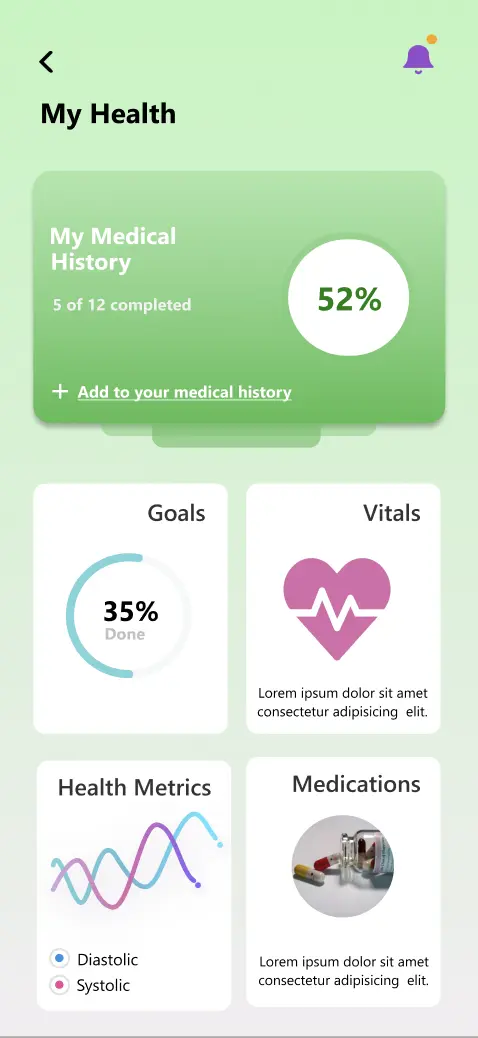 My Health
My Medical
History
5 of 12 completed
52%
Add to your medical history
Goals
35%
Done
Vitals
Lorem ipsum dolor sit amet
consectetur adipisicing elit.
Health Metrics
Diastolic
Systolic
Medications
Lorem ipsum dolor sit amet
consectetur adipisicing elit.